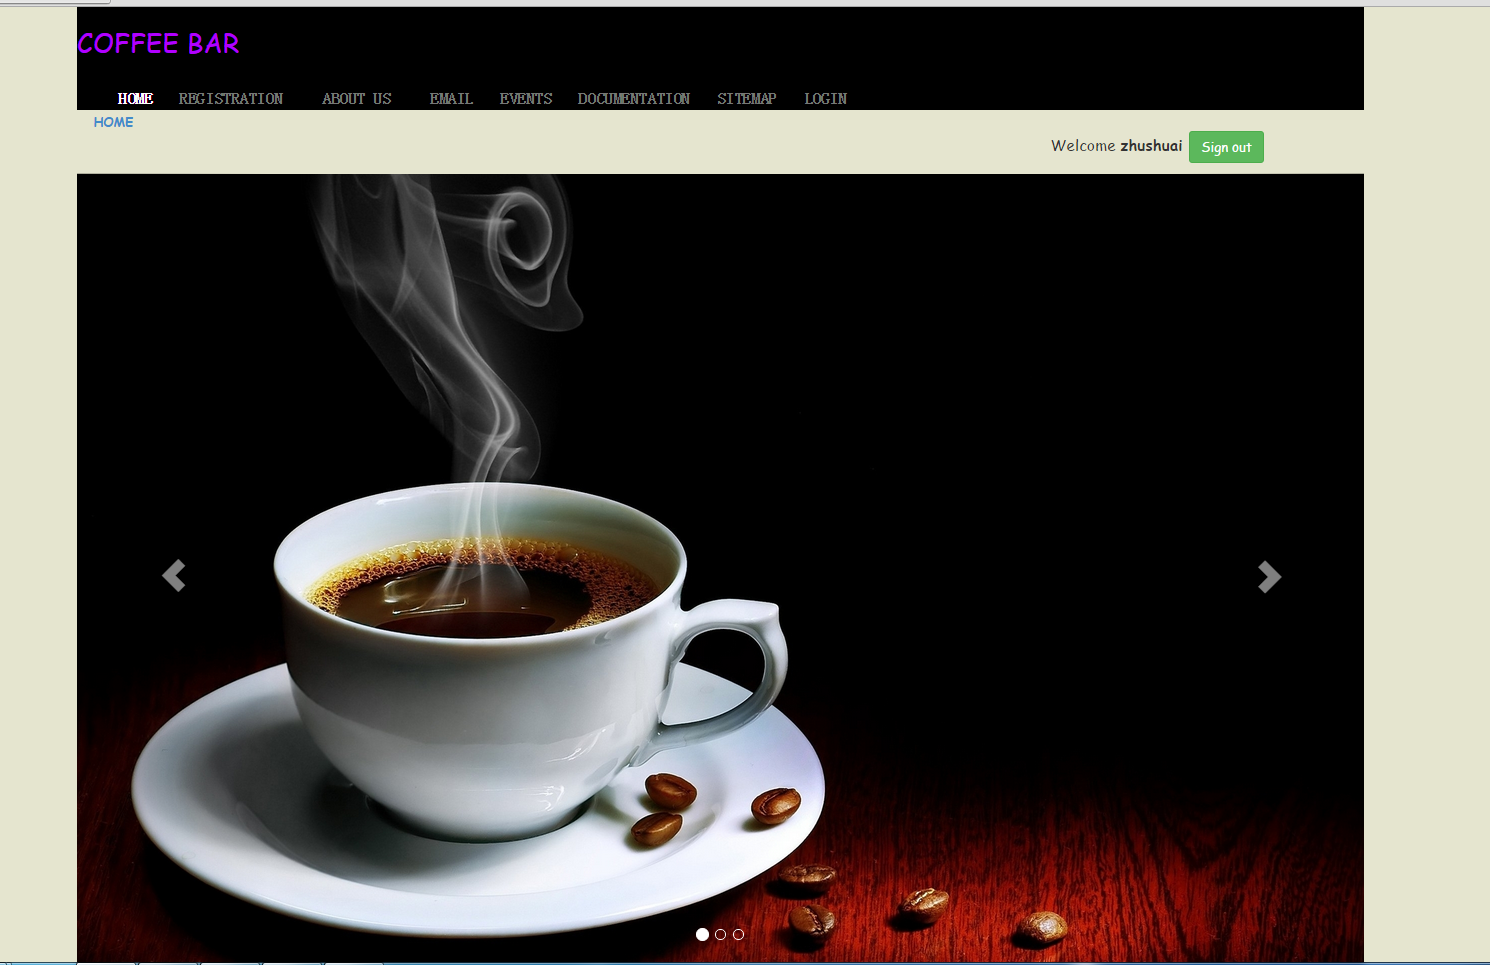 COFFEE BAR
HOME REGISTRATION ABOUT US EMAIL EVENTS DOCUMENTATION SITEMAP LOGIN
HOME
Welcome zhushuai Sign out